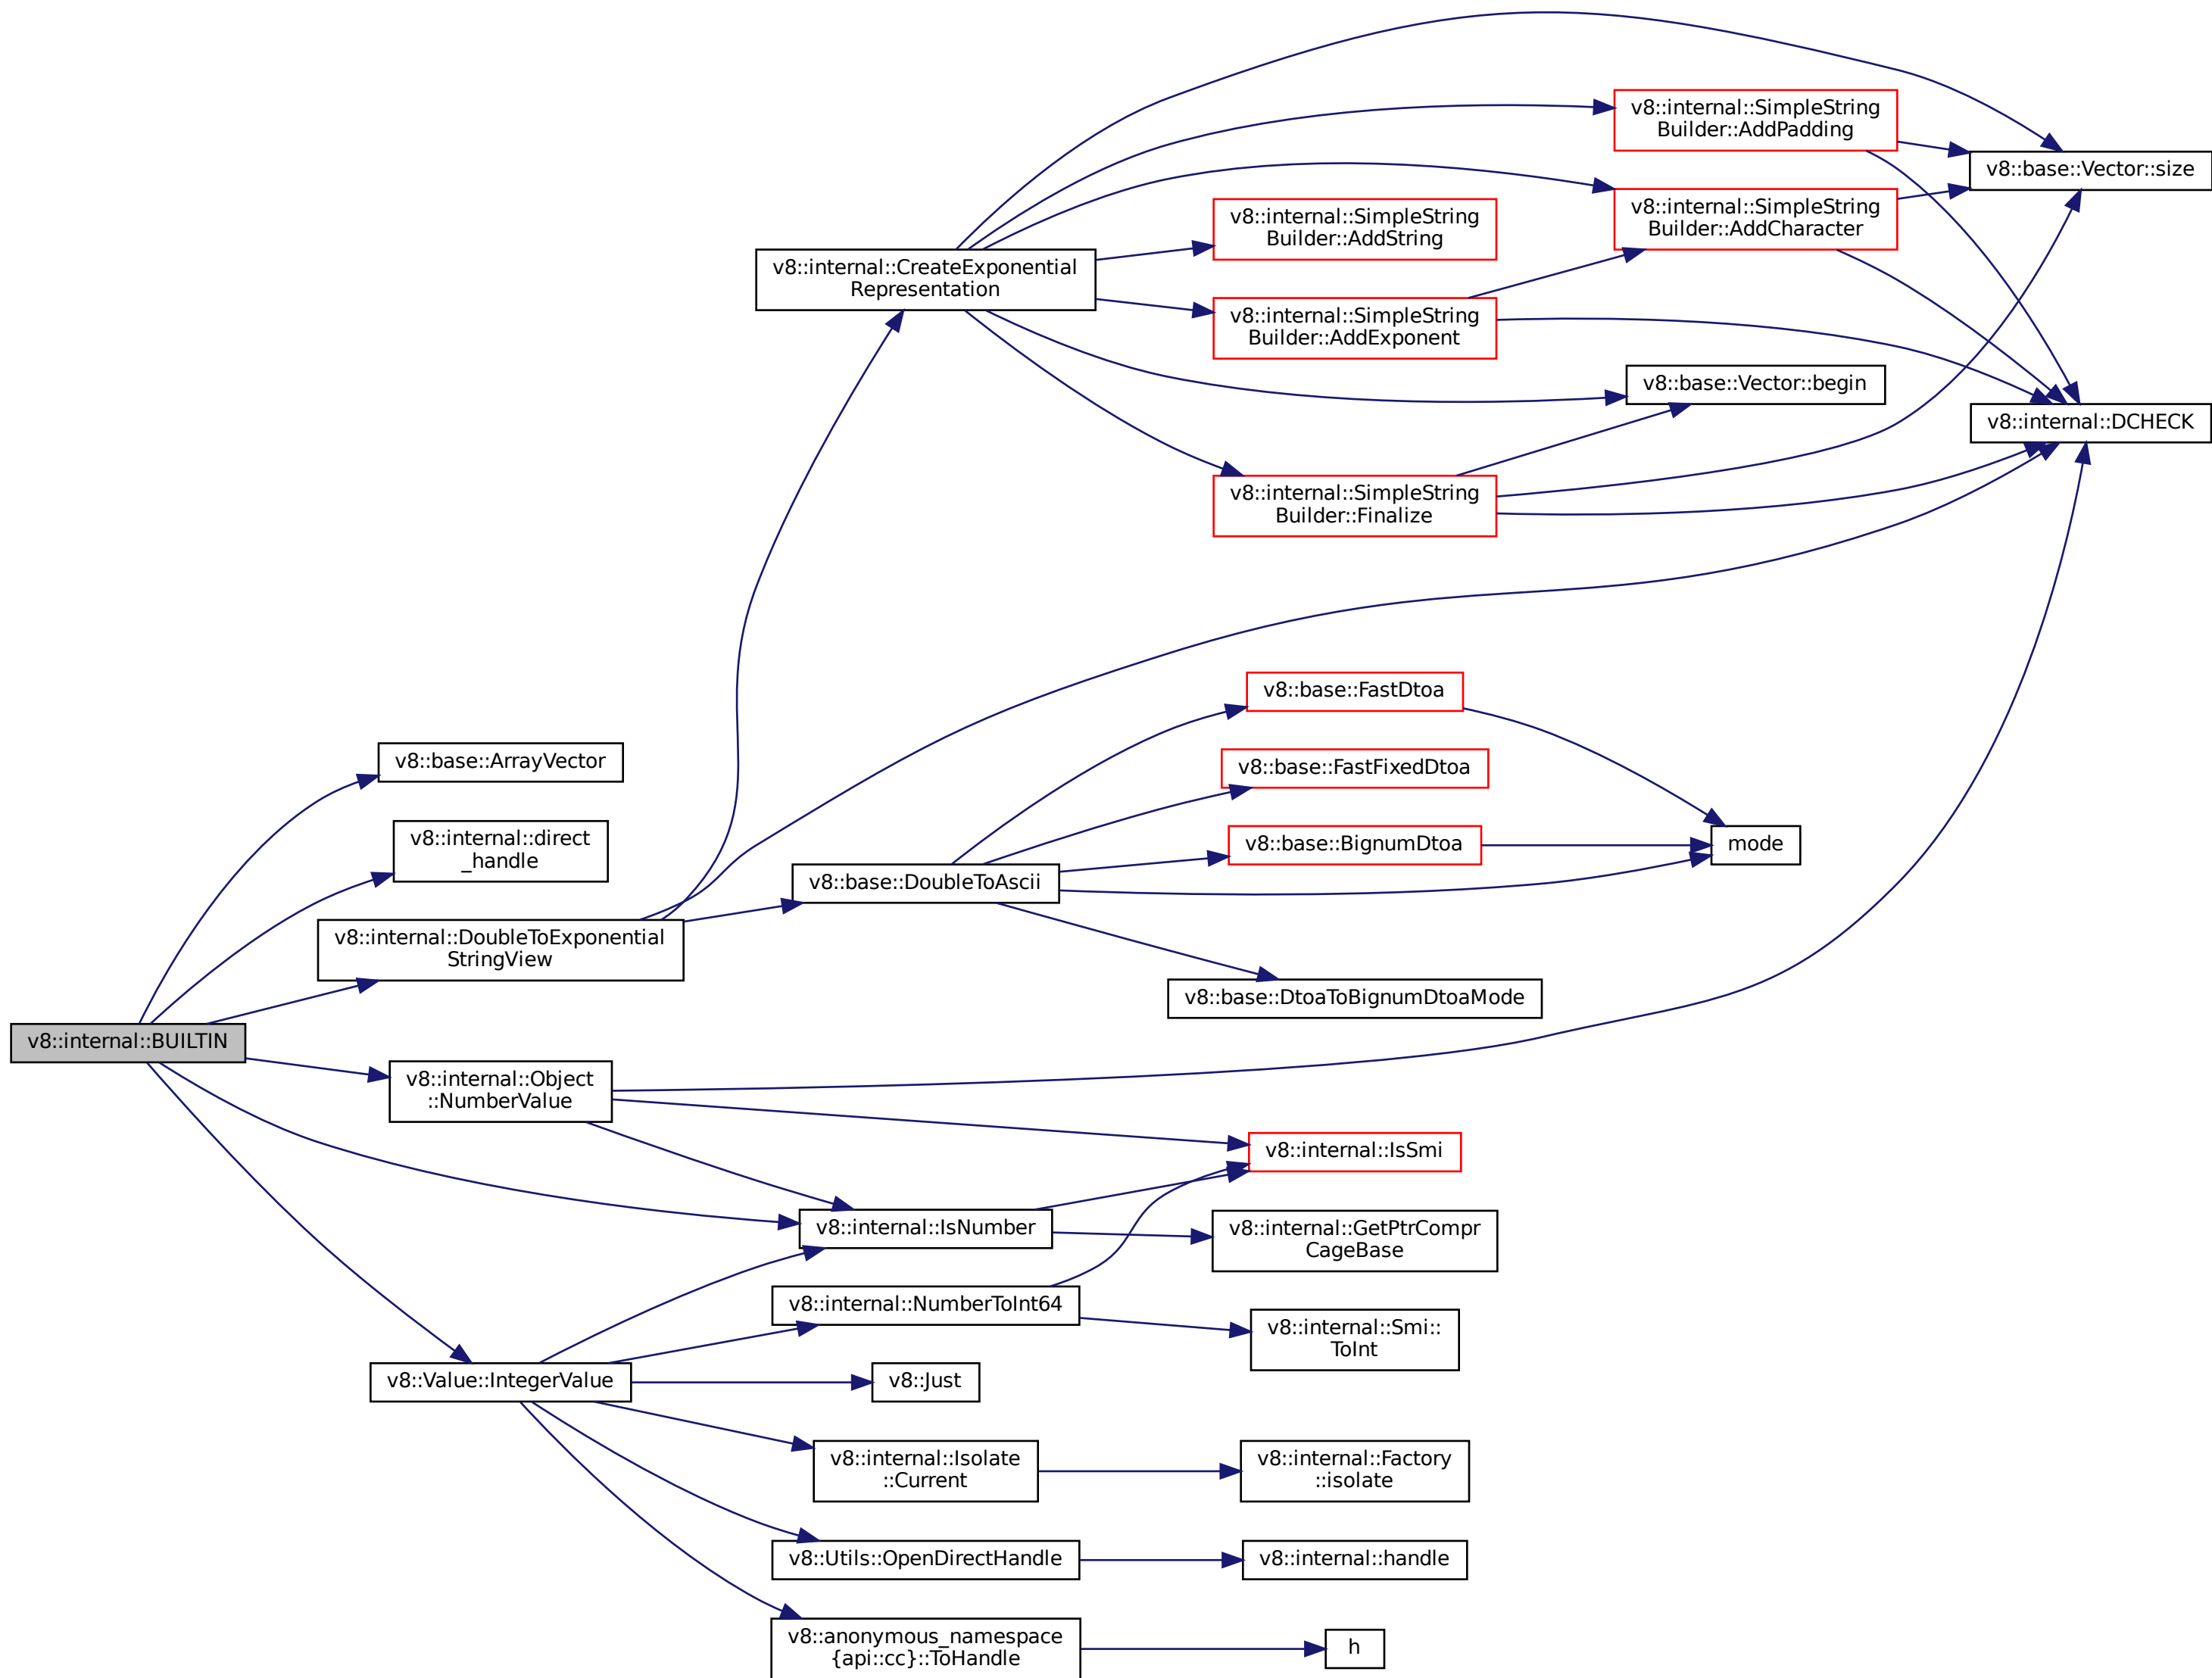 v8::internal::SimpleString
Builder::AddPadding
v8::base::Vector::size
v8::internal::SimpleString
Builder::AddCharacter
v8::internal::SimpleString
Builder::AddString
v8::internal::CreateExponential
Representation
v8::internal::SimpleString
Builder::AddExponent
v8::base::Vector::begin
v8::internal::DCHECK
v8::internal::SimpleString
Builder::Finalize
v8::base::FastDtoa
v8::base::ArrayVector
v8::base::FastFixedDtoa
v8::internal::direct
_handle
v8::base::BignumDtoa
mode
v8::base::DoubleToAscii
v8::internal::DoubleToExponential
StringView
v8::base::DtoaToBignumDtoaMode
v8::internal::BUILTIN
v8::internal::Object
::NumberValue
v8::internal::IsSmi
v8::internal::IsNumber
v8::internal::GetPtrCompr
CageBase
v8::internal::NumberToInt64
v8::internal::Smi::
ToInt
v8::Value::IntegerValue
v8::Just
v8::internal::Isolate
::Current
v8::internal::Factory
::isolate
v8::Utils::OpenDirectHandle
v8::internal::handle
v8::anonymous_namespace
{api::cc}::ToHandle
h